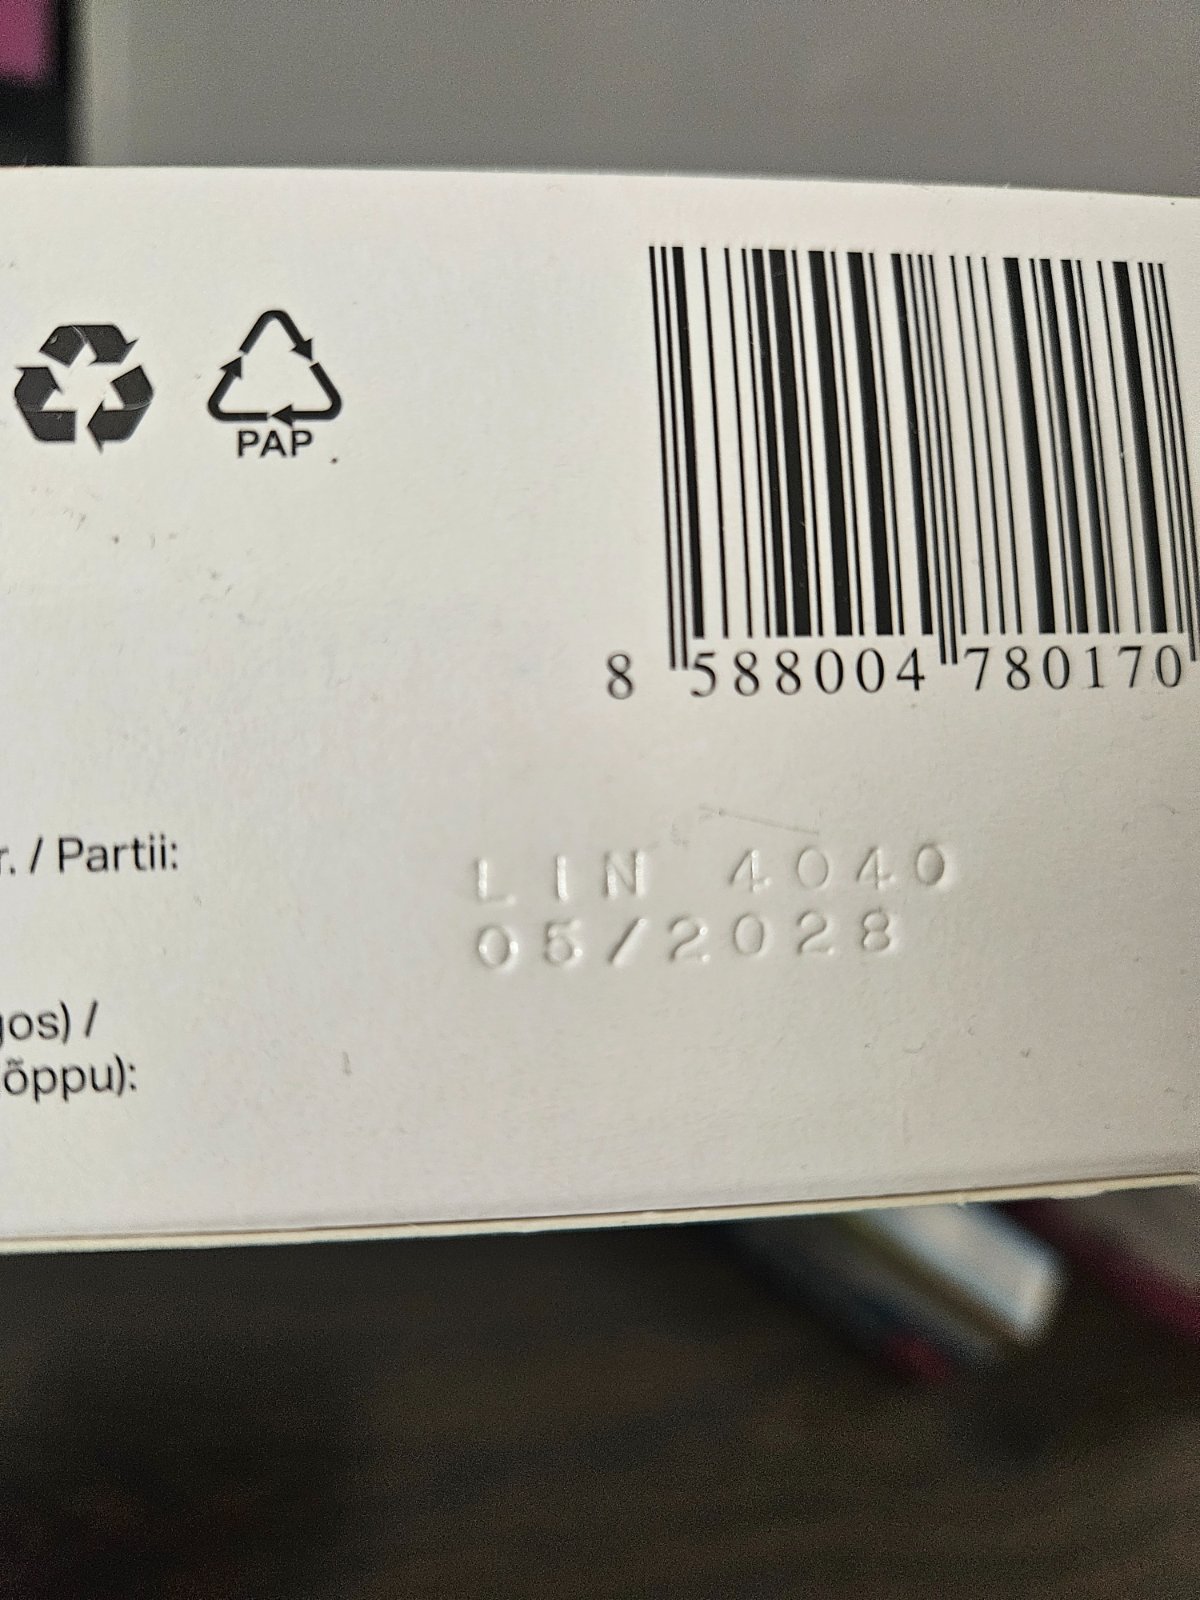 PAP
8 588004 780170
r. / Partii:
LIN 4040
05/2028
gos) /
õppu):